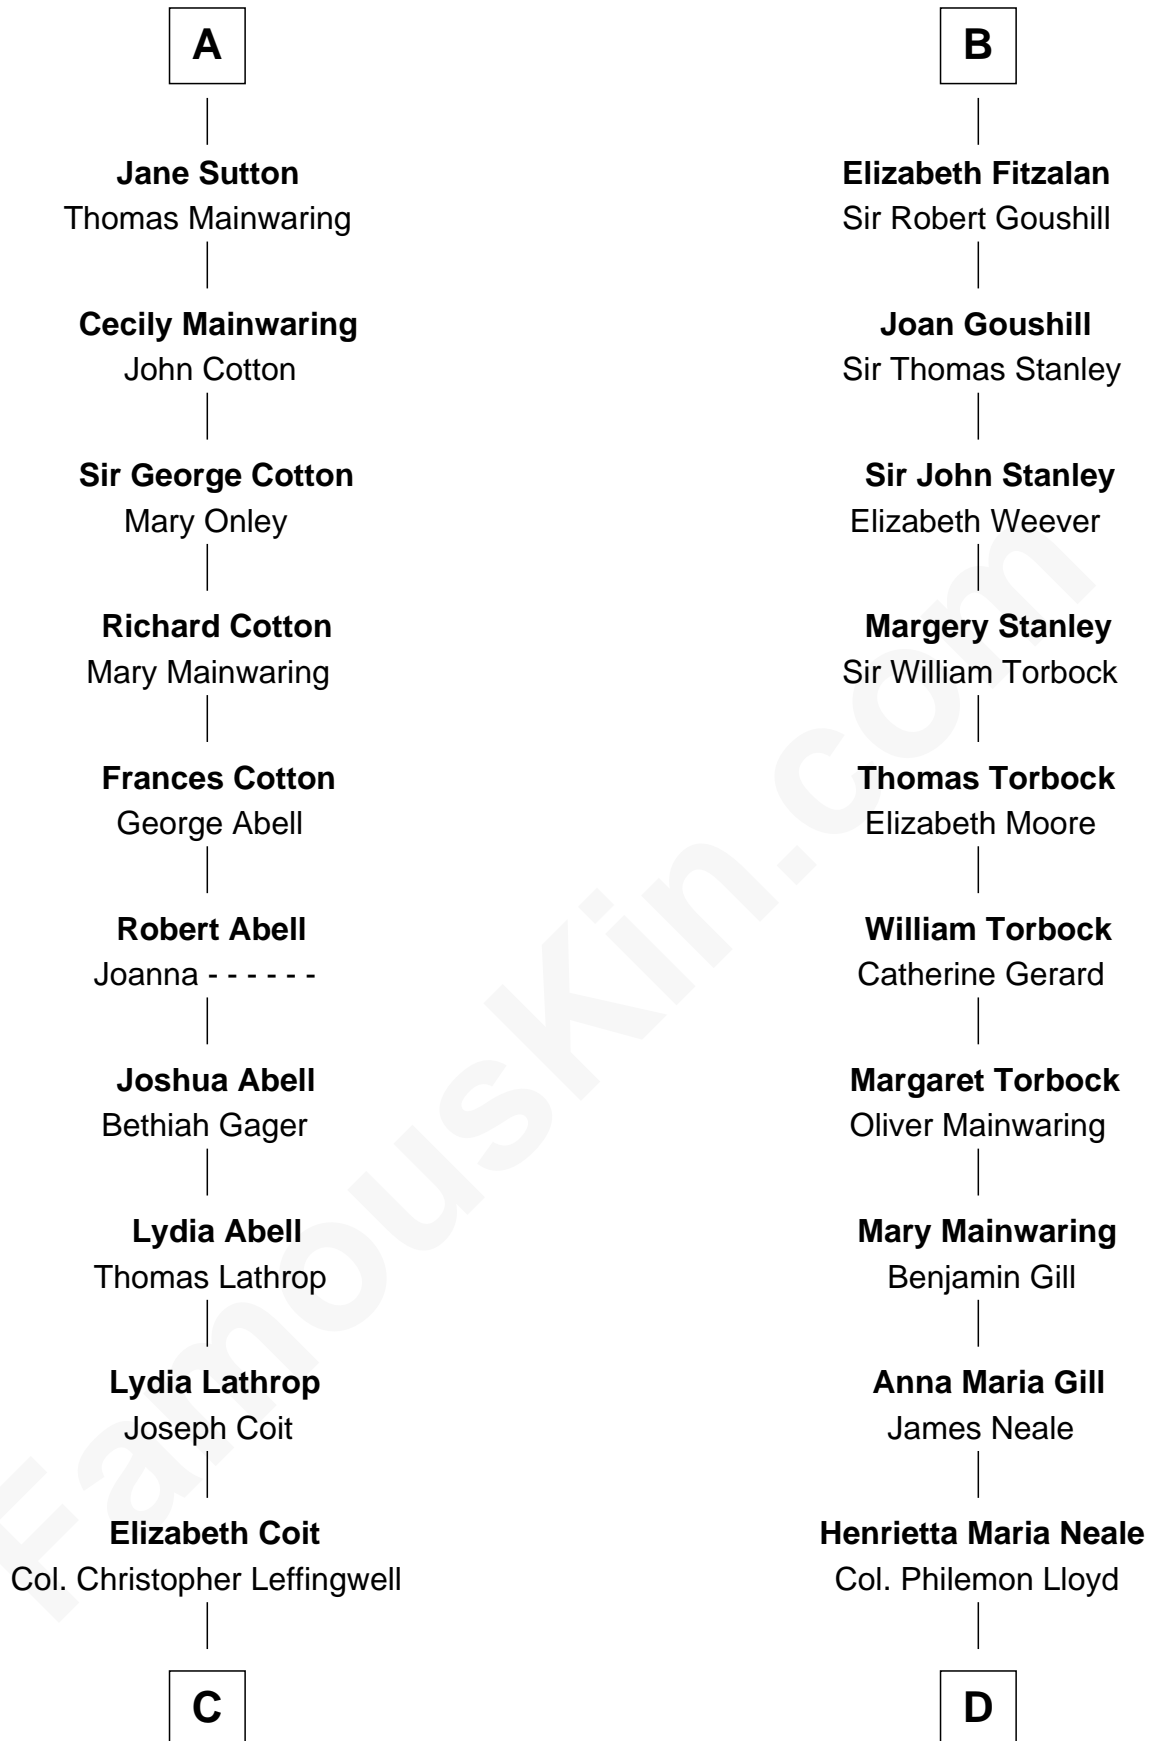 A
Jane Sutton
Thomas Mainwaring
Cecily Mainwaring
John Cotton
Sir George Cotton
Mary Onley
Richard Cotton
Mary Mainwaring
Frances Cotton
George Abell
Robert Abell
Joanna - - - - - -
Joshua Abell
Bethiah Gager
Lydia Abell
Thomas Lathrop
Lydia Lathrop
Joseph Coit
Elizabeth Coit
Col. Christopher Leffingwell
C
B
Elizabeth Fitzalan
Sir Robert Goushill
Joan Goushill
Sir Thomas Stanley
Sir John Stanley
Elizabeth Weever
Margery Stanley
Sir William Torbock
Thomas Torbock
Elizabeth Moore
William Torbock
Catherine Gerard
Margaret Torbock
Oliver Mainwaring
Mary Mainwaring
Benjamin Gill
Anna Maria Gill
James Neale
Henrietta Maria Neale
Col. Philemon Lloyd
D
FamousKin.com